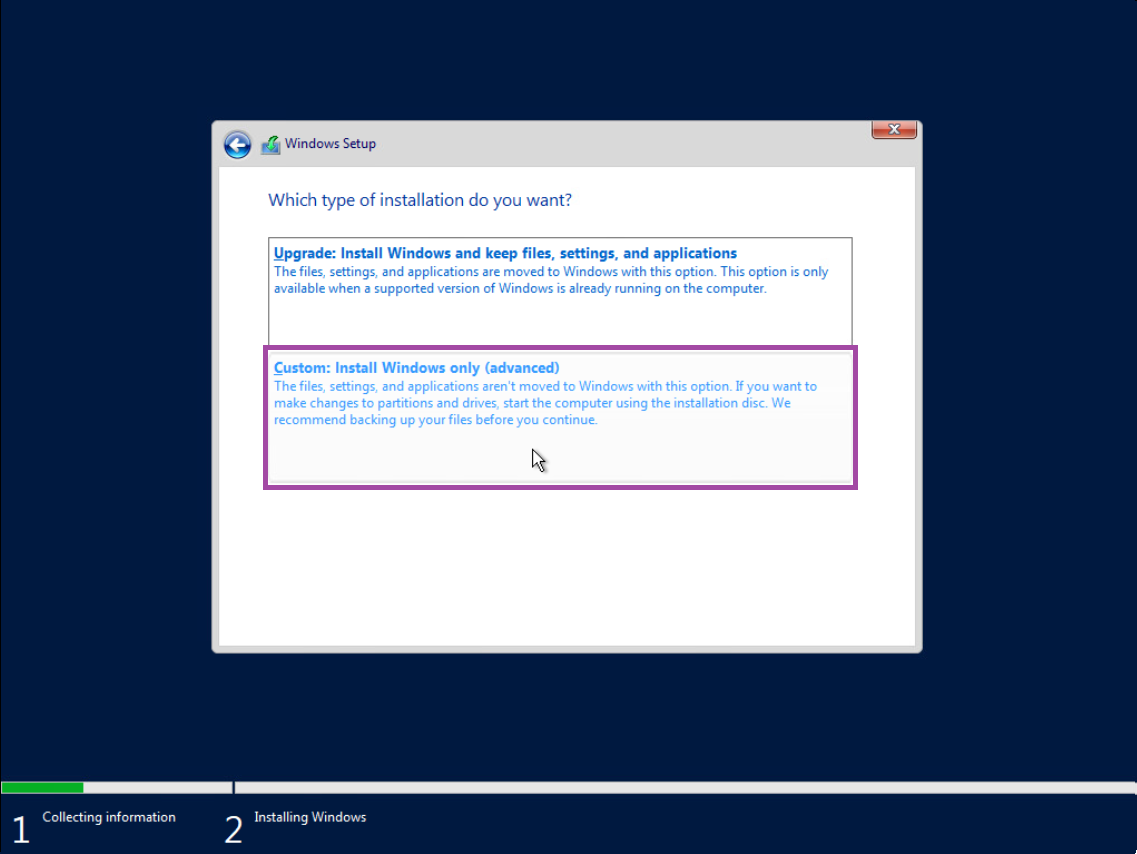 Windows Setup
Which type of installation do you want?
Upgrade: Install Windows and keep files, settings, and applications
The files, settings, and applications are moved to Windows with this option. This option is only
available when a supported version of Windows is already running on the computer.
Custom: Install Windows only (advanced)
The files, settings, and applications aren't moved to Windows with this option. If you want to
make changes to partitions and drives, start the computer using the installation disc. We
recommend backing up your files before you continue.
1 Collecting information
2 Installing Windows